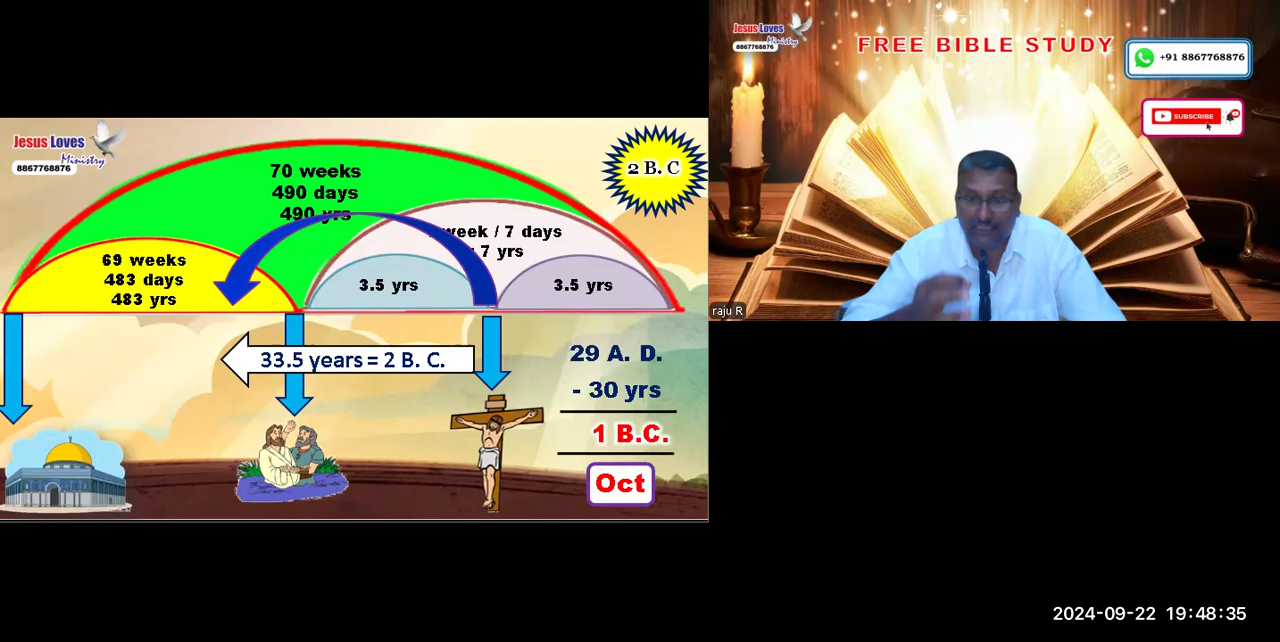 Jesus Loves
Ministry
8867768876
70 weeks
490 days
490 yrs
2 B. C
week / 7 days
7 yrs
69 weeks
483 days
483 yrs
3.5 yrs
3.5 yrs
33.5 years = 2 B. C.
29 A. D.
- 30 yrs
1 B.C.
Oct
Jesus Loves
Ministry
8867768876
FREE BIBLE STUDY
+91 8867768876
SUBSCRIBE
raju R
2024-09-22 19:48:35